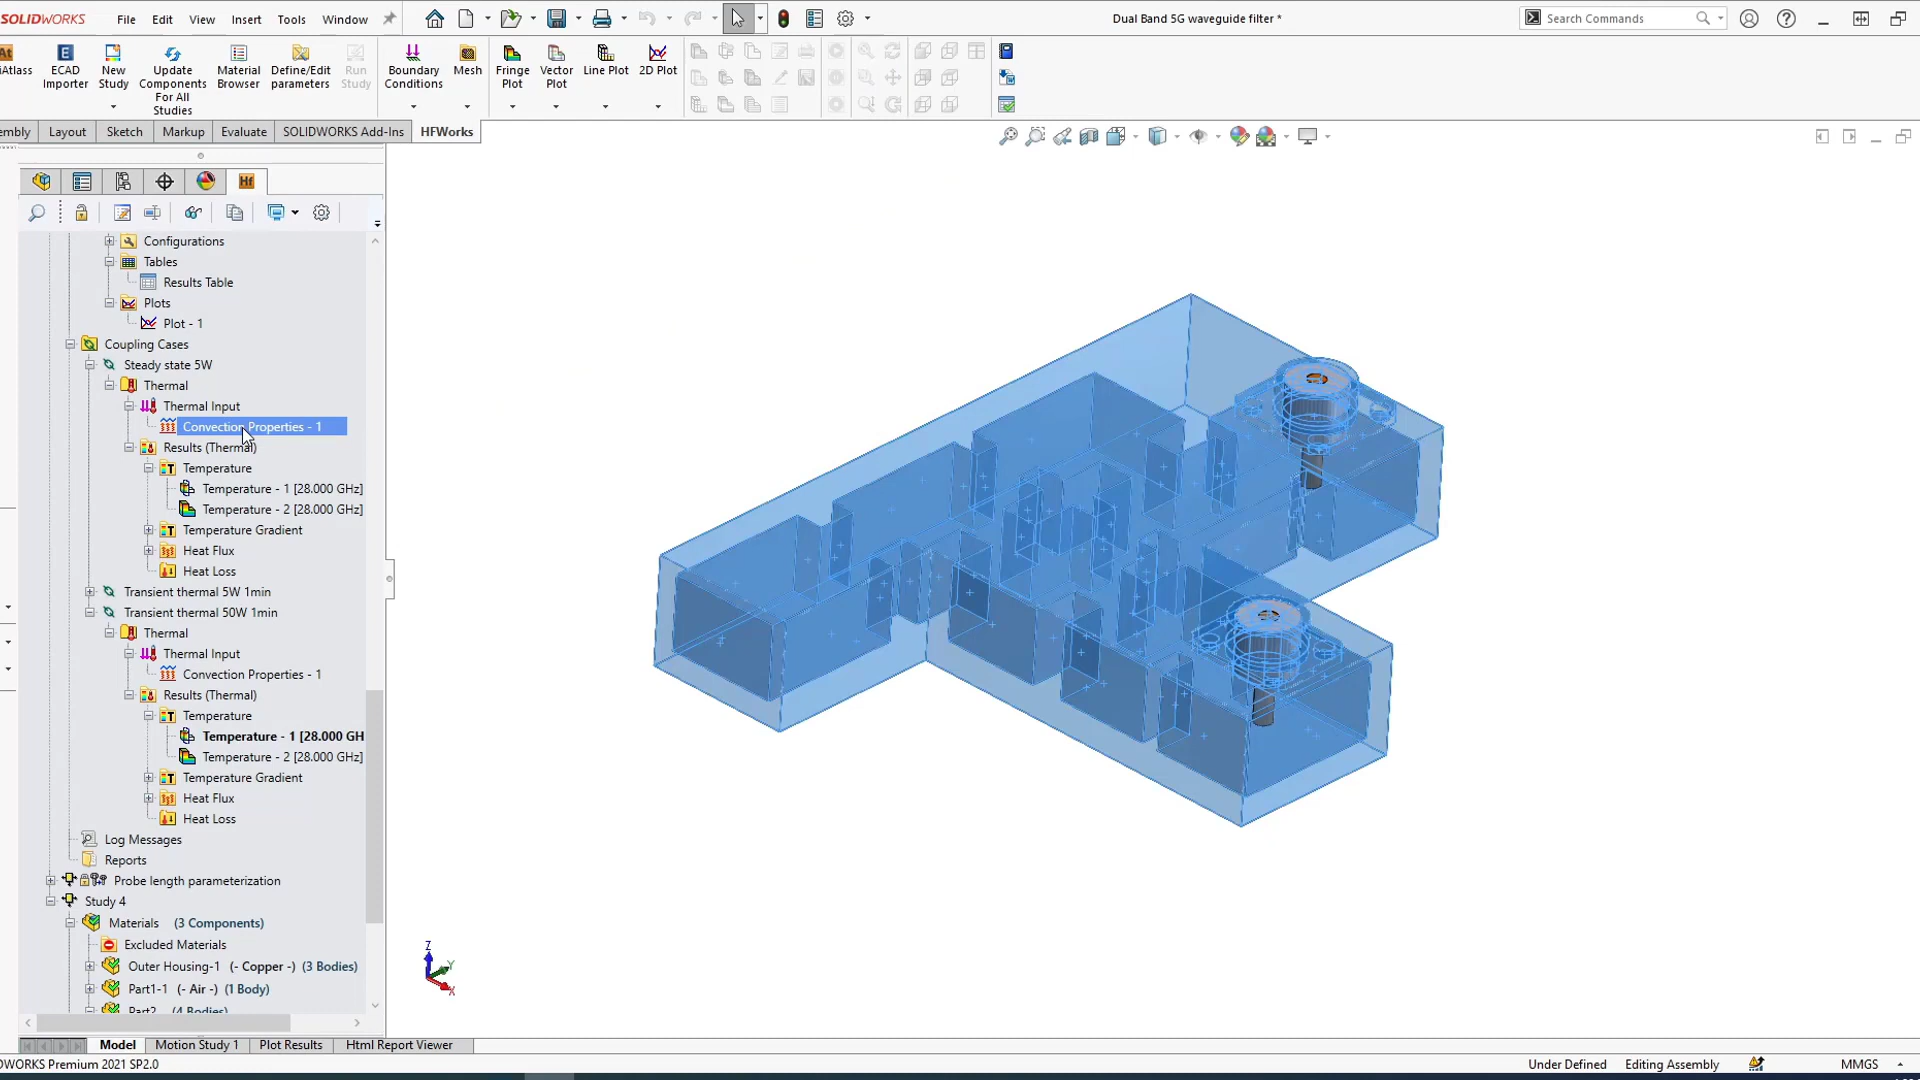 SOLIDWORKS
File
Edit
View
Insert
Tools
Window
Dual Band 5G waveguide filter *
Search Commands
iAtlass
ECAD Importer
New Study
Update Components For All Studies
Material Browser
Define/Edit parameters
Run Study
Boundary Conditions
Mesh
Fringe Plot
Vector Plot
Line Plot
2D Plot
embly
Layout
Sketch
Markup
Evaluate
SOLIDWORKS Add-Ins
HFWorks
Configurations
Tables
Results Table
Plots
Plot - 1
Coupling Cases
Steady state 5W
Thermal
Thermal Input
Convection Properties - 1
Results (Thermal)
Temperature
Temperature - 1 [28.000 GHz]
Temperature - 2 [28.000 GHz]
Temperature Gradient
Heat Flux
Heat Loss
Transient thermal 5W 1min
Transient thermal 50W 1min
Thermal
Thermal Input
Convection Properties - 1
Results (Thermal)
Temperature
Temperature - 1 [28.000 GH
Temperature - 2 [28.000 GHz]
Temperature Gradient
Heat Flux
Heat Loss
Log Messages
Reports
Probe length parameterization
Study 4
Materials (3 Components)
Excluded Materials
Outer Housing-1 (- Copper -) (3 Bodies)
Part1-1 (- Air -) (1 Body)
Part2 (4 Bodies)
Z
Y
X
Model
Motion Study 1
Plot Results
Html Report Viewer
DWORKS Premium 2021 SP2.0
Under Defined
Editing Assembly
MMGS